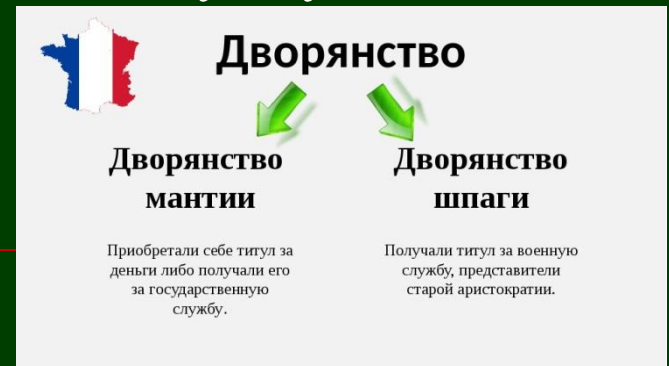 Дворянство
Дворянство
мантии
Дворянство
шпаги
Приобретали себе титул за
деньги либо получали его
за государственную
службу.
Получали титул за военную
службу, представители
старой аристократии.